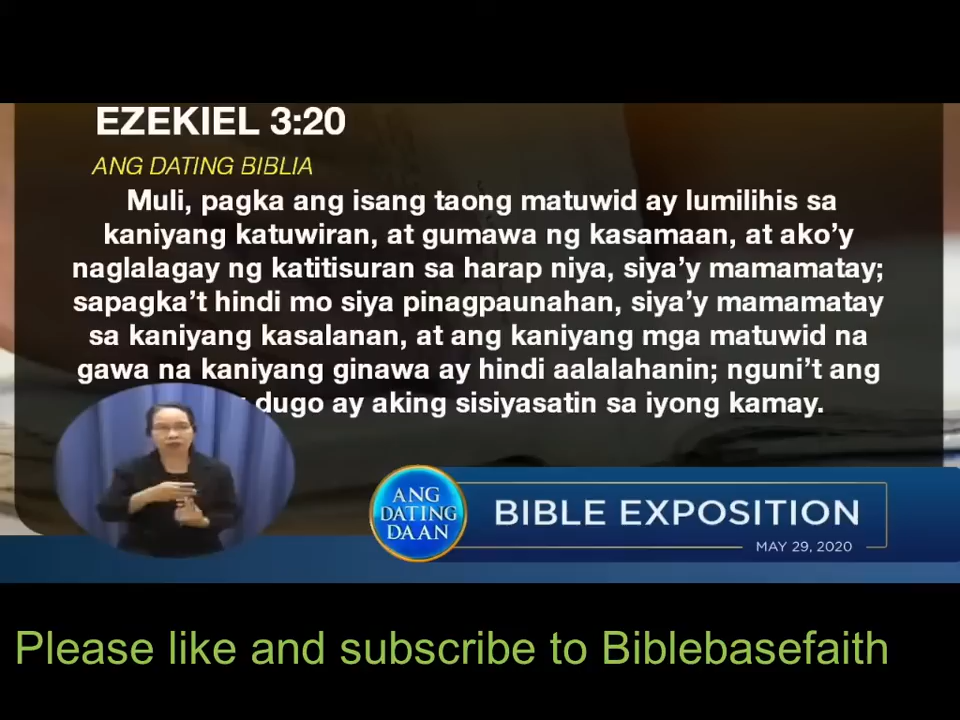 EZEKIEL 3:20
ANG DATING BIBLIA
Muli, pagka ang isang taong matuwid ay lumilihis sa
kaniyang katuwiran, at gumawa ng kasamaan, at ako’y
naglalagay ng katitisuran sa harap niya, siya’y mamamatay;
sapagka’t hindi mo siya pinagpaunahan, siya’y mamamatay
sa kaniyang kasalanan, at ang kaniyang mga matuwid na
gawa na kaniyang ginawa ay hindi aalalahanin; nguni’t ang
dugo ay aking sisiyasatin sa iyong kamay.
ANG
DATING
DAAN
BIBLE EXPOSITION
MAY 29, 2020
Please like and subscribe to Biblebasefaith